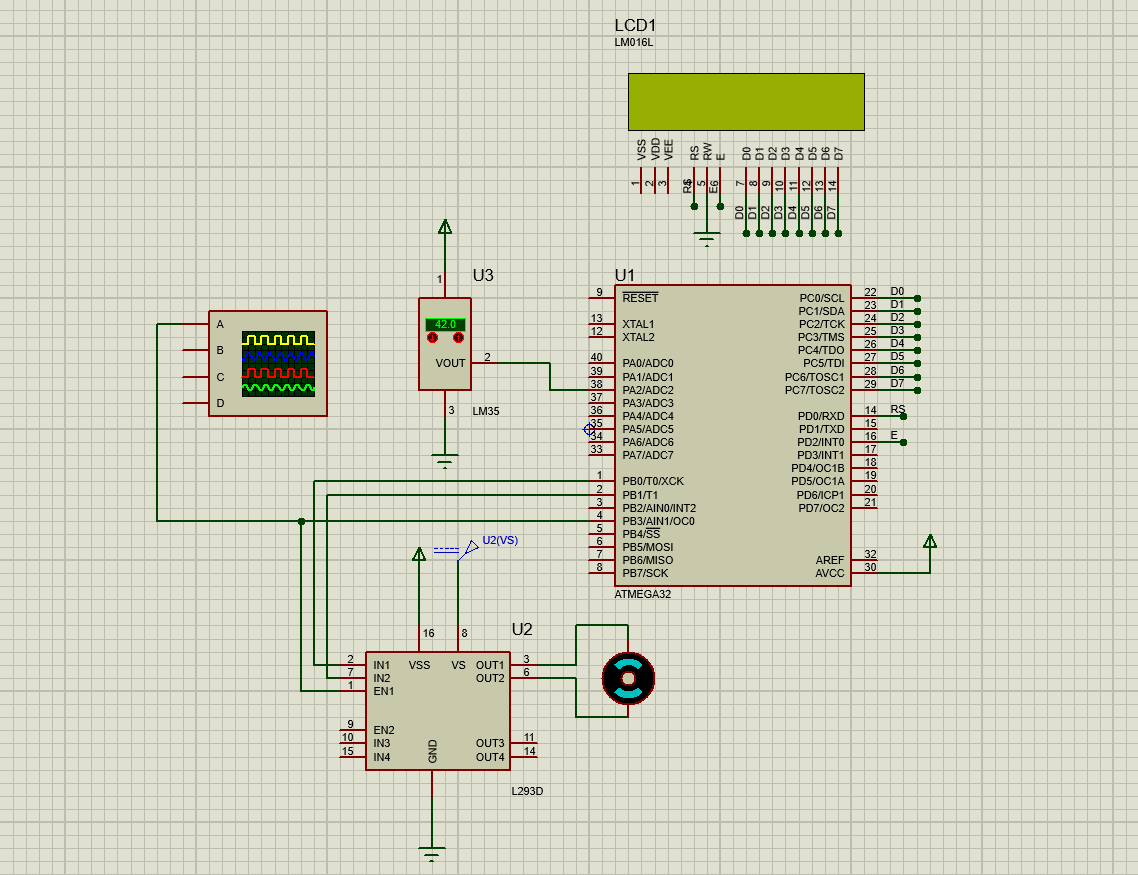 LCD1
LM016L
VSS
VDD
VEE
RS
RW
E
D0
D1
D2
D3
D4
D5
D6
D7
1
2
3
4
5
6
7
8
9
10
11
12
13
14
RS
E
D0
D1
D2
D3
D4
D5
D6
D7
U3
1
42.0
VOUT
2
3
LM35
A
B
C
D
U1
9 RESET
13 XTAL1
12 XTAL2
40 PA0/ADC0
39 PA1/ADC1
38 PA2/ADC2
37 PA3/ADC3
36 PA4/ADC4
35 PA5/ADC5
34 PA6/ADC6
33 PA7/ADC7
1 PB0/T0/XCK
2 PB1/T1
3 PB2/AIN0/INT2
4 PB3/AIN1/OC0
5 PB4/SS
6 PB5/MOSI
7 PB6/MISO
8 PB7/SCK
PC0/SCL 22 D0
PC1/SDA 23 D1
PC2/TCK 24 D2
PC3/TMS 25 D3
PC4/TDO 26 D4
PC5/TDI 27 D5
PC6/TOSC1 28 D6
PC7/TOSC2 29 D7
PD0/RXD 14 RS
PD1/TXD 15
PD2/INT0 16 E
PD3/INT1 17
PD4/OC1B 18
PD5/OC1A 19
PD6/ICP1 20
PD7/OC2 21
AREF 32
AVCC 30
ATMEGA32
U2(VS)
U2
16
8
VSS
VS
2 IN1
7 IN2
1 EN1
9 EN2
10 IN3
15 IN4
OUT1 3
OUT2 6
OUT3 11
OUT4 14
GND
L293D